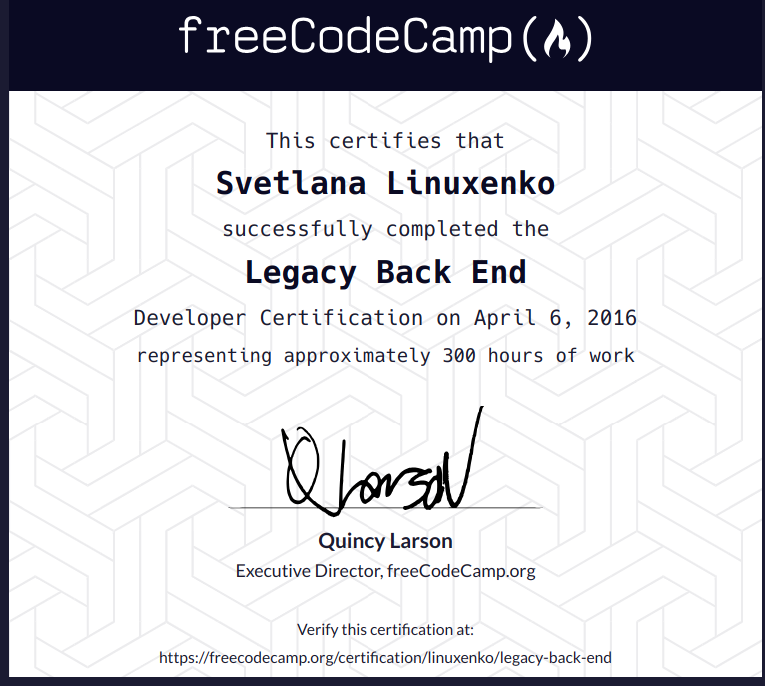 freeCodeCamp(🔥)
This certifies that
Svetlana Linuxenko
successfully completed the
Legacy Back End
Developer Certification on April 6, 2016
representing approximately 300 hours of work
Q Larson
Quincy Larson
Executive Director, freeCodeCamp.org
Verify this certification at:
https://freecodecamp.org/certification/linuxenko/legacy-back-end